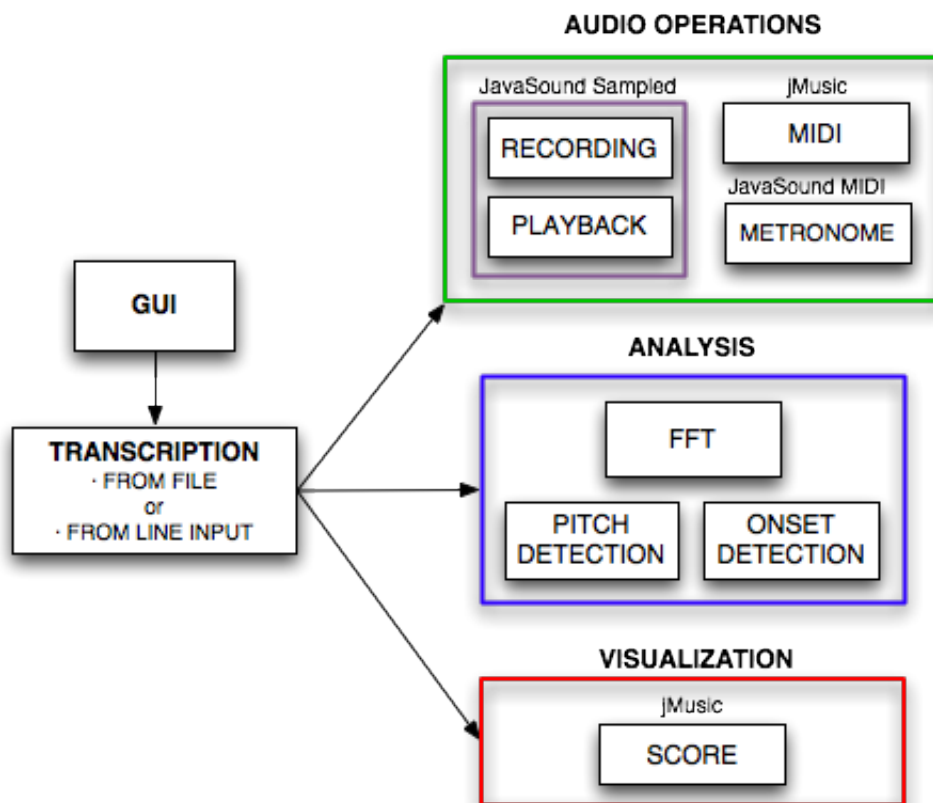 AUDIO OPERATIONS
JavaSound Sampled
RECORDING
PLAYBACK
jMusic
MIDI
JavaSound MIDI
METRONOME
GUI
TRANSCRIPTION
· FROM FILE
or
· FROM LINE INPUT
ANALYSIS
FFT
PITCH
DETECTION
ONSET
DETECTION
VISUALIZATION
jMusic
SCORE